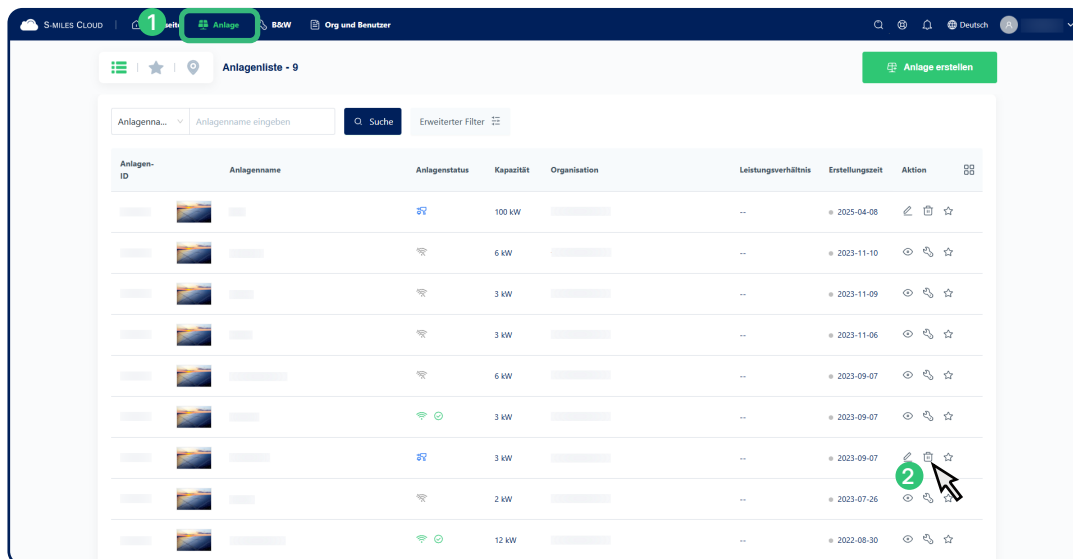 S-MILES CLOUD 1 seite Anlage B&W Org und Benutzer Deutsch
Anlagenliste - 9 Anlage erstellen
Anlagenna... Anlagenname eingeben Suche Erweiterter Filter
Anlagen-
ID Anlagenname Anlagenstatus Kapazität Organisation Leistungsverhältnis Erstellungszeit Aktion
100 kW -- 2025-04-08
6 kW -- 2023-11-10
3 kW -- 2023-11-09
3 kW -- 2023-11-06
6 kW -- 2023-09-07
3 kW -- 2023-09-07
3 kW -- 2023-09-07
2
2 kW -- 2023-07-26
12 kW -- 2022-08-30